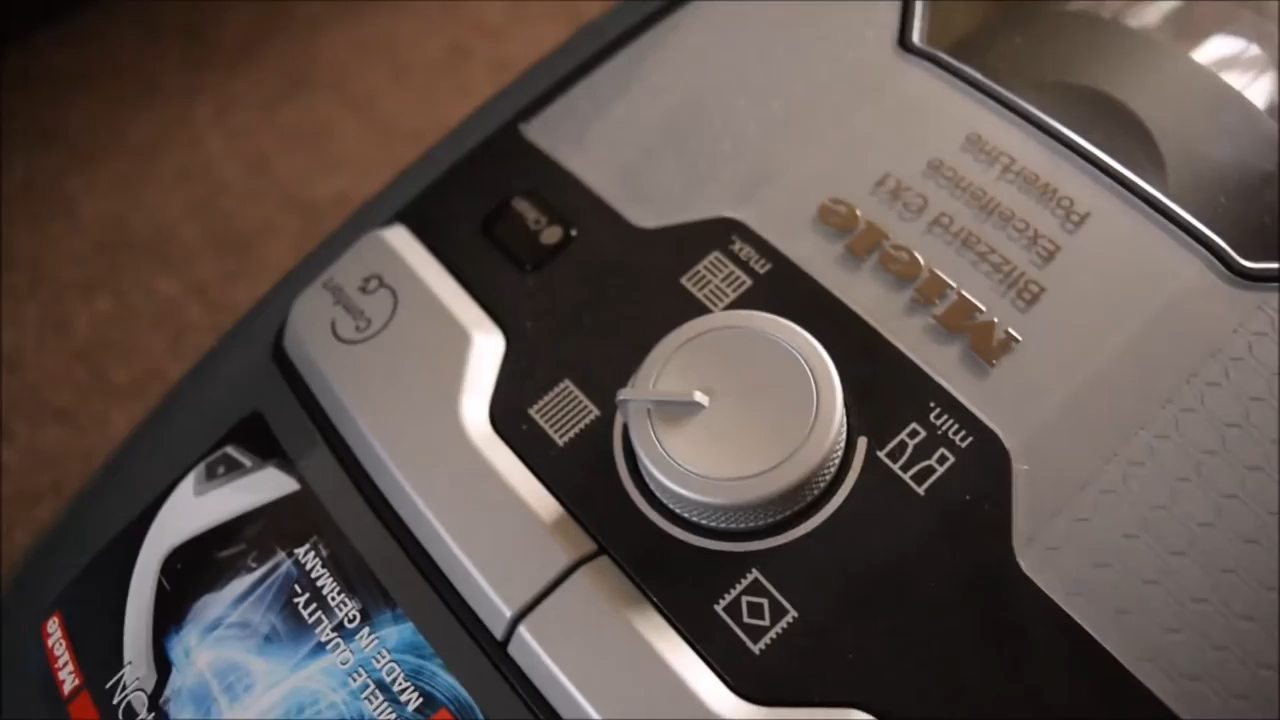 Miele
Blizzard CX1
Excellence
PowerLine
max.
min.
Comfort
MIELE QUALITY-
MADE IN GERMANY
Miele